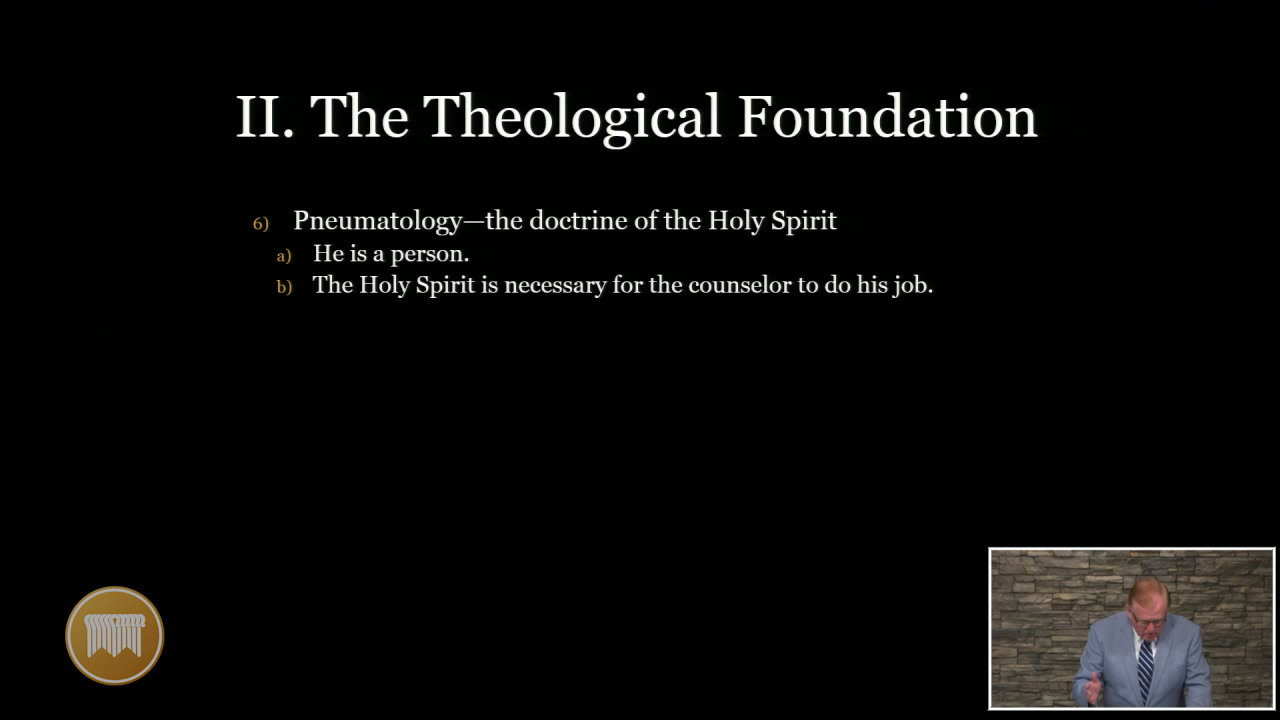 II. The Theological Foundation
6) Pneumatology—the doctrine of the Holy Spirit
a) He is a person.
b) The Holy Spirit is necessary for the counselor to do his job.